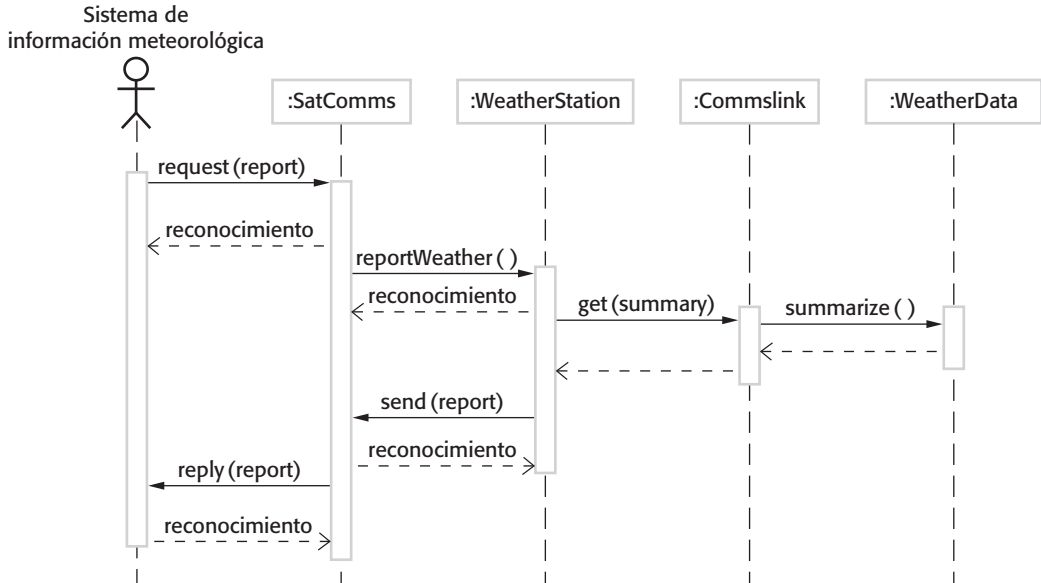 Sistema de
información meteorológica
:SatComms
:WeatherStation
:Commslink
:WeatherData
request (report)
reconocimiento
reportWeather ( )
reconocimiento
get (summary)
summarize ( )
send (report)
reconocimiento
reply (report)
reconocimiento